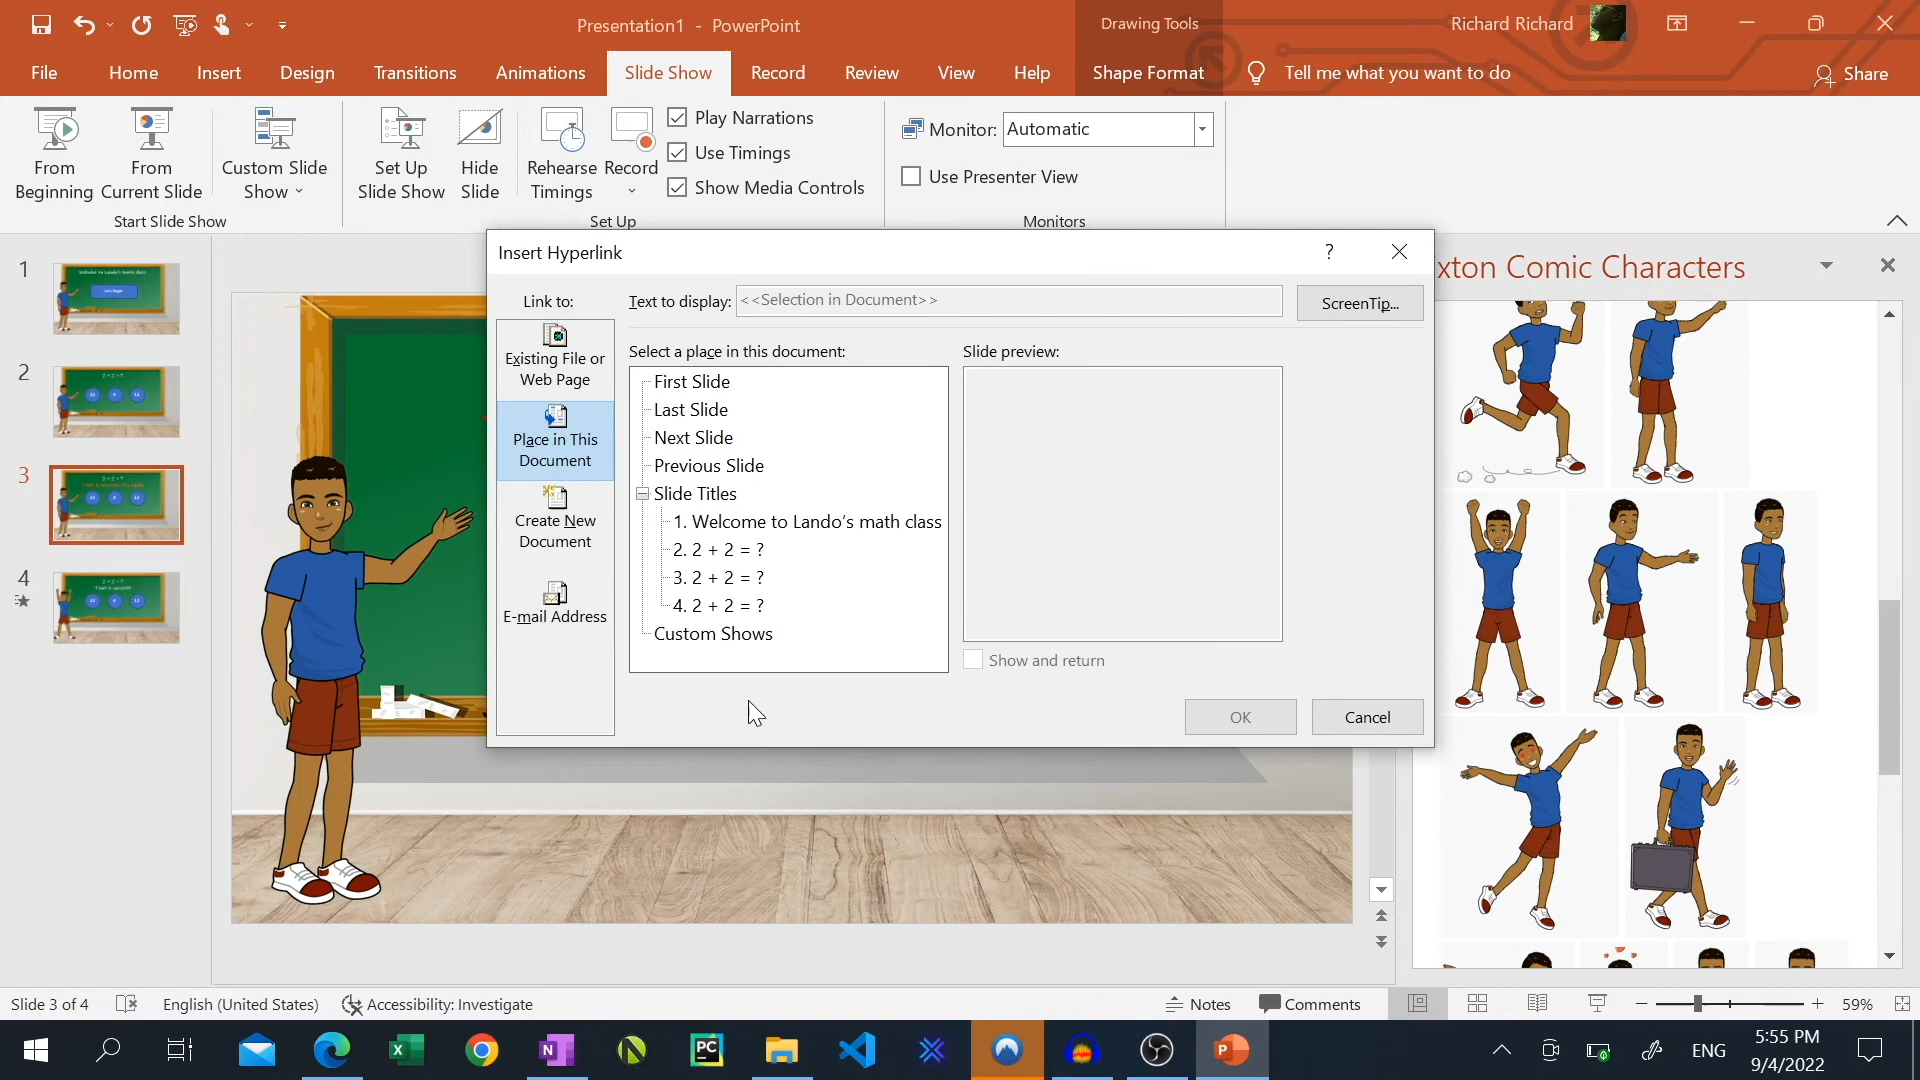 Presentation1 - PowerPoint
Drawing Tools
Richard Richard
File
Home
Insert
Design
Transitions
Animations
Slide Show
Record
Review
View
Help
Shape Format
Tell me what you want to do
Share
From
Beginning
From
Current Slide
Custom Slide
Show
Set Up
Slide Show
Hide
Slide
Rehearse
Timings
Record
Play Narrations
Use Timings
Show Media Controls
Monitor:
Automatic
Use Presenter View
Start Slide Show
Set Up
Monitors
1
2
3
4
xton Comic Characters
Insert Hyperlink
?
Link to:
Text to display:
<<Selection in Document>>
ScreenTip...
Existing File or
Web Page
Place in This
Document
Create New
Document
E-mail Address
Select a place in this document:
First Slide
Last Slide
Next Slide
Previous Slide
Slide Titles
1. Welcome to Lando's math class
2. 2 + 2 = ?
3. 2 + 2 = ?
4. 2 + 2 = ?
Custom Shows
Slide preview:
Show and return
OK
Cancel
Slide 3 of 4
English (United States)
Accessibility: Investigate
Notes
Comments
59%
ENG
5:55 PM
9/4/2022